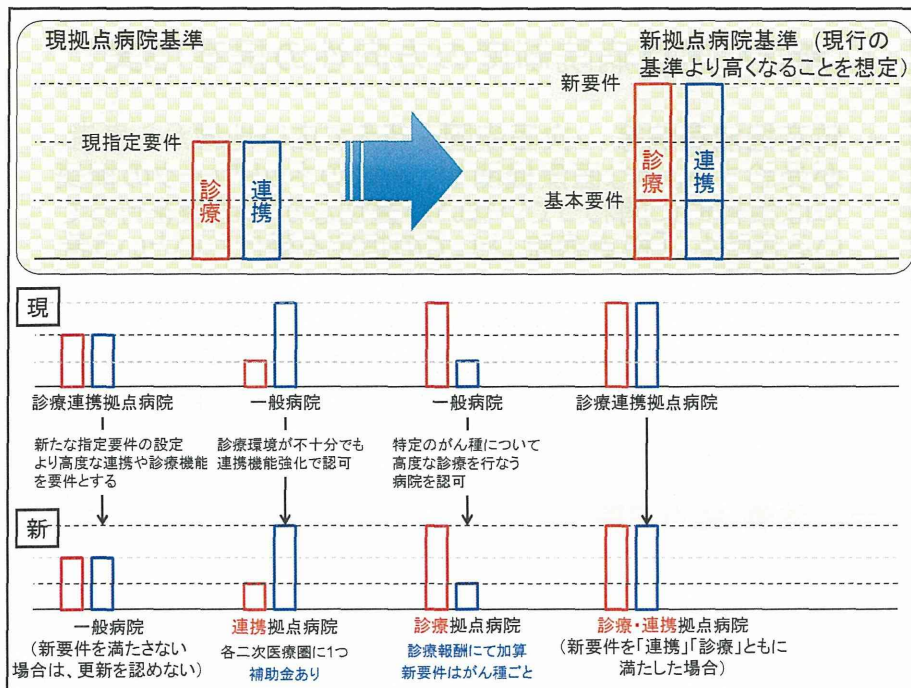 現拠点病院基準
新拠点病院基準 (現行の
基準より高くなることを想定)
新要件
現指定要件
基本要件
診療
連携
診療
連携
現
診療連携拠点病院
一般病院
一般病院
診療連携拠点病院
新たな指定要件の設定
より高度な連携や診療機能
を要件とする
診療環境が不十分でも
連携機能強化で認可
特定のがん種について
高度な診療を行なう
病院を認可
新
一般病院
(新要件を満たさない
場合は、更新を認めない)
連携拠点病院
各二次医療圏に1つ
補助金あり
診療拠点病院
診療報酬にて加算
新要件はがん種ごと
診療・連携拠点病院
(新要件を「連携」「診療」ともに
満たした場合)